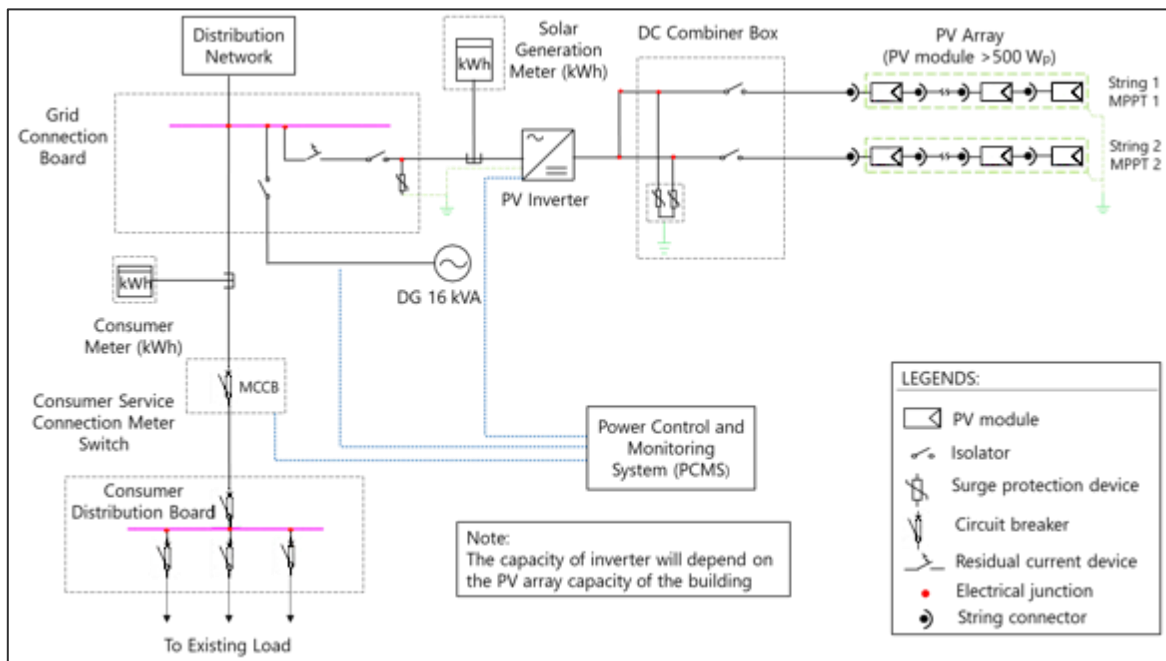 Distribution
Network
kWh
Solar
Generation
Meter (kWh)
DC Combiner Box
PV Array
(PV module >500 Wp)
String 1
MPPT 1
String 2
MPPT 2
Grid
Connection
Board
PV Inverter
DG 16 kVA
kWh
Consumer
Meter (kWh)
MCCB
Consumer Service
Connection Meter
Switch
Power Control and
Monitoring
System (PCMS)
Consumer
Distribution Board
Note:
The capacity of inverter will depend on
the PV array capacity of the building
To Existing Load
LEGENDS:
PV module
Isolator
Surge protection device
Circuit breaker
Residual current device
Electrical junction
String connector